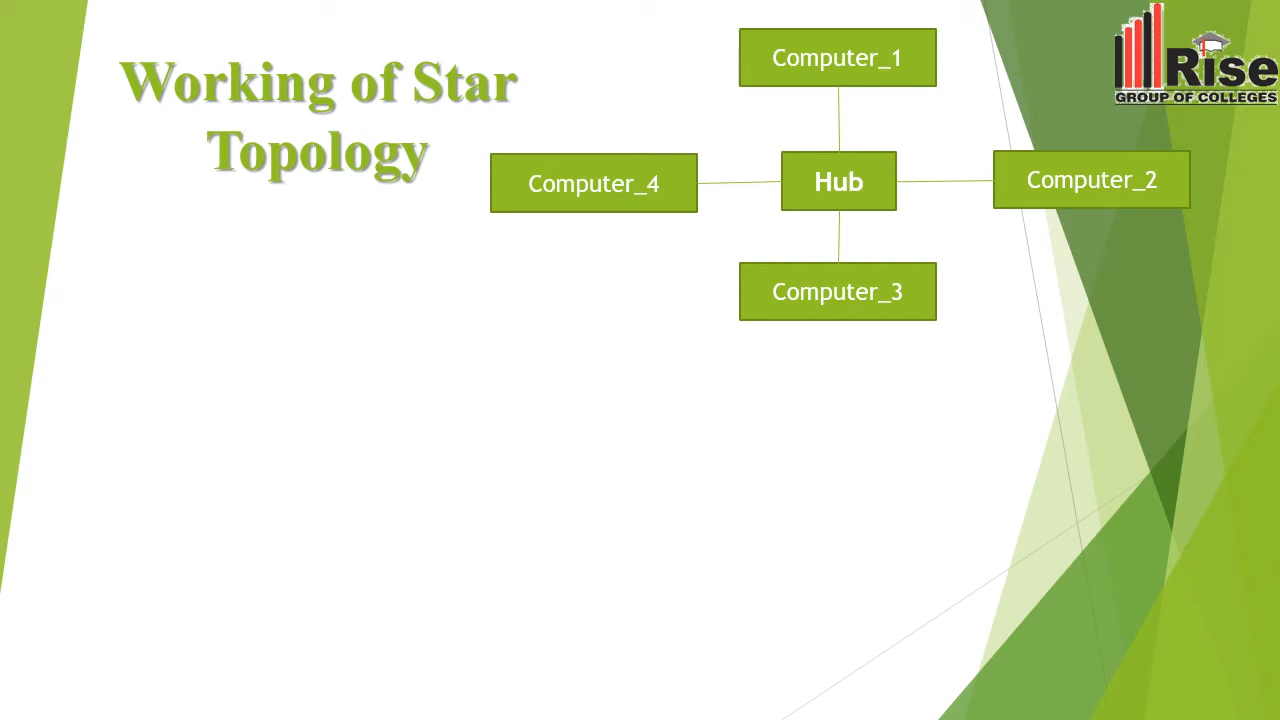 Working of Star
Topology
Computer_1
Computer_4
Hub
Computer_2
Computer_3
Rise
GROUP OF COLLEGES